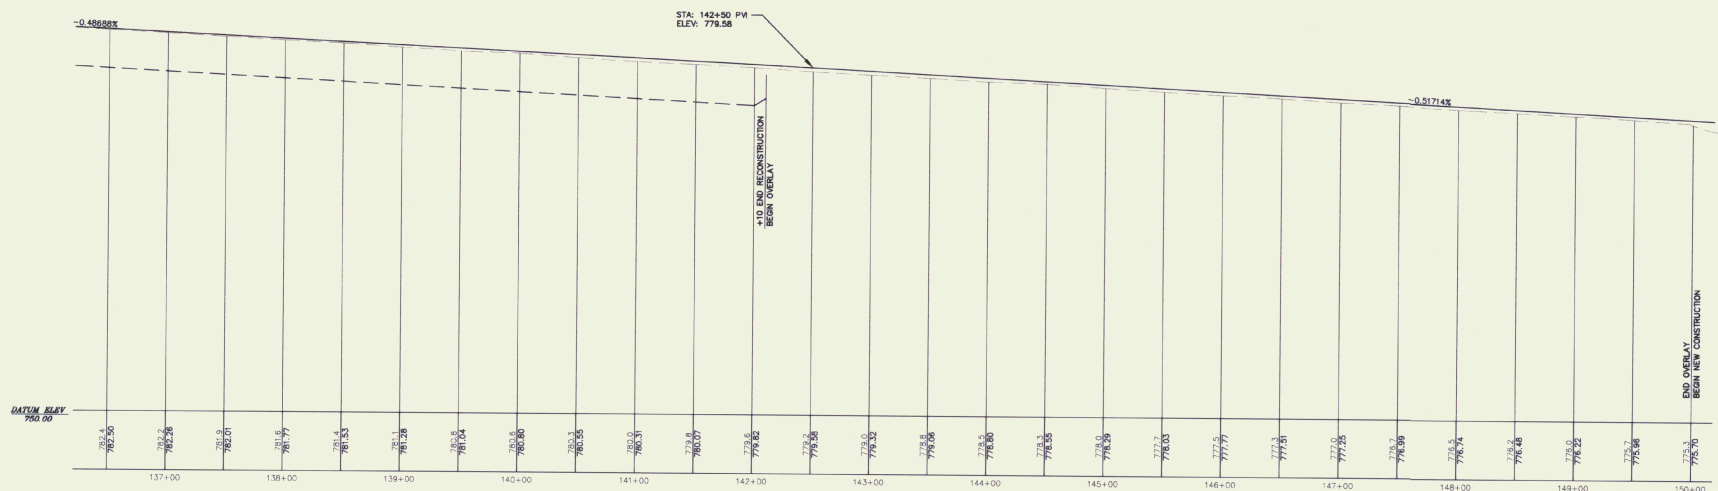 -0.48688%
STA: 142+50 PVI
ELEV: 779.58
-0.51714%
+10 END RECONSTRUCTION
BEGIN OVERLAY
END OVERLAY
BEGIN NEW CONSTRUCTION
DATUM ELEV
750.00
782.4 782.2 781.9 781.6 781.4 781.1 780.8 780.6 780.3 780.0 779.8 779.6 779.2 779.0 778.8 778.5 778.3 778.0 777.7 777.5 777.3 777.0 776.7 776.5 776.2 776.0 775.7 775.3
782.50 782.26 782.01 781.77 781.53 781.28 781.04 780.80 780.55 780.31 780.07 779.82 779.58 779.32 779.06 778.80 778.55 778.29 778.03 777.77 777.51 777.25 776.99 776.74 776.48 776.22 775.96 775.70
137+00 138+00 139+00 140+00 141+00 142+00 143+00 144+00 145+00 146+00 147+00 148+00 149+00 150+00